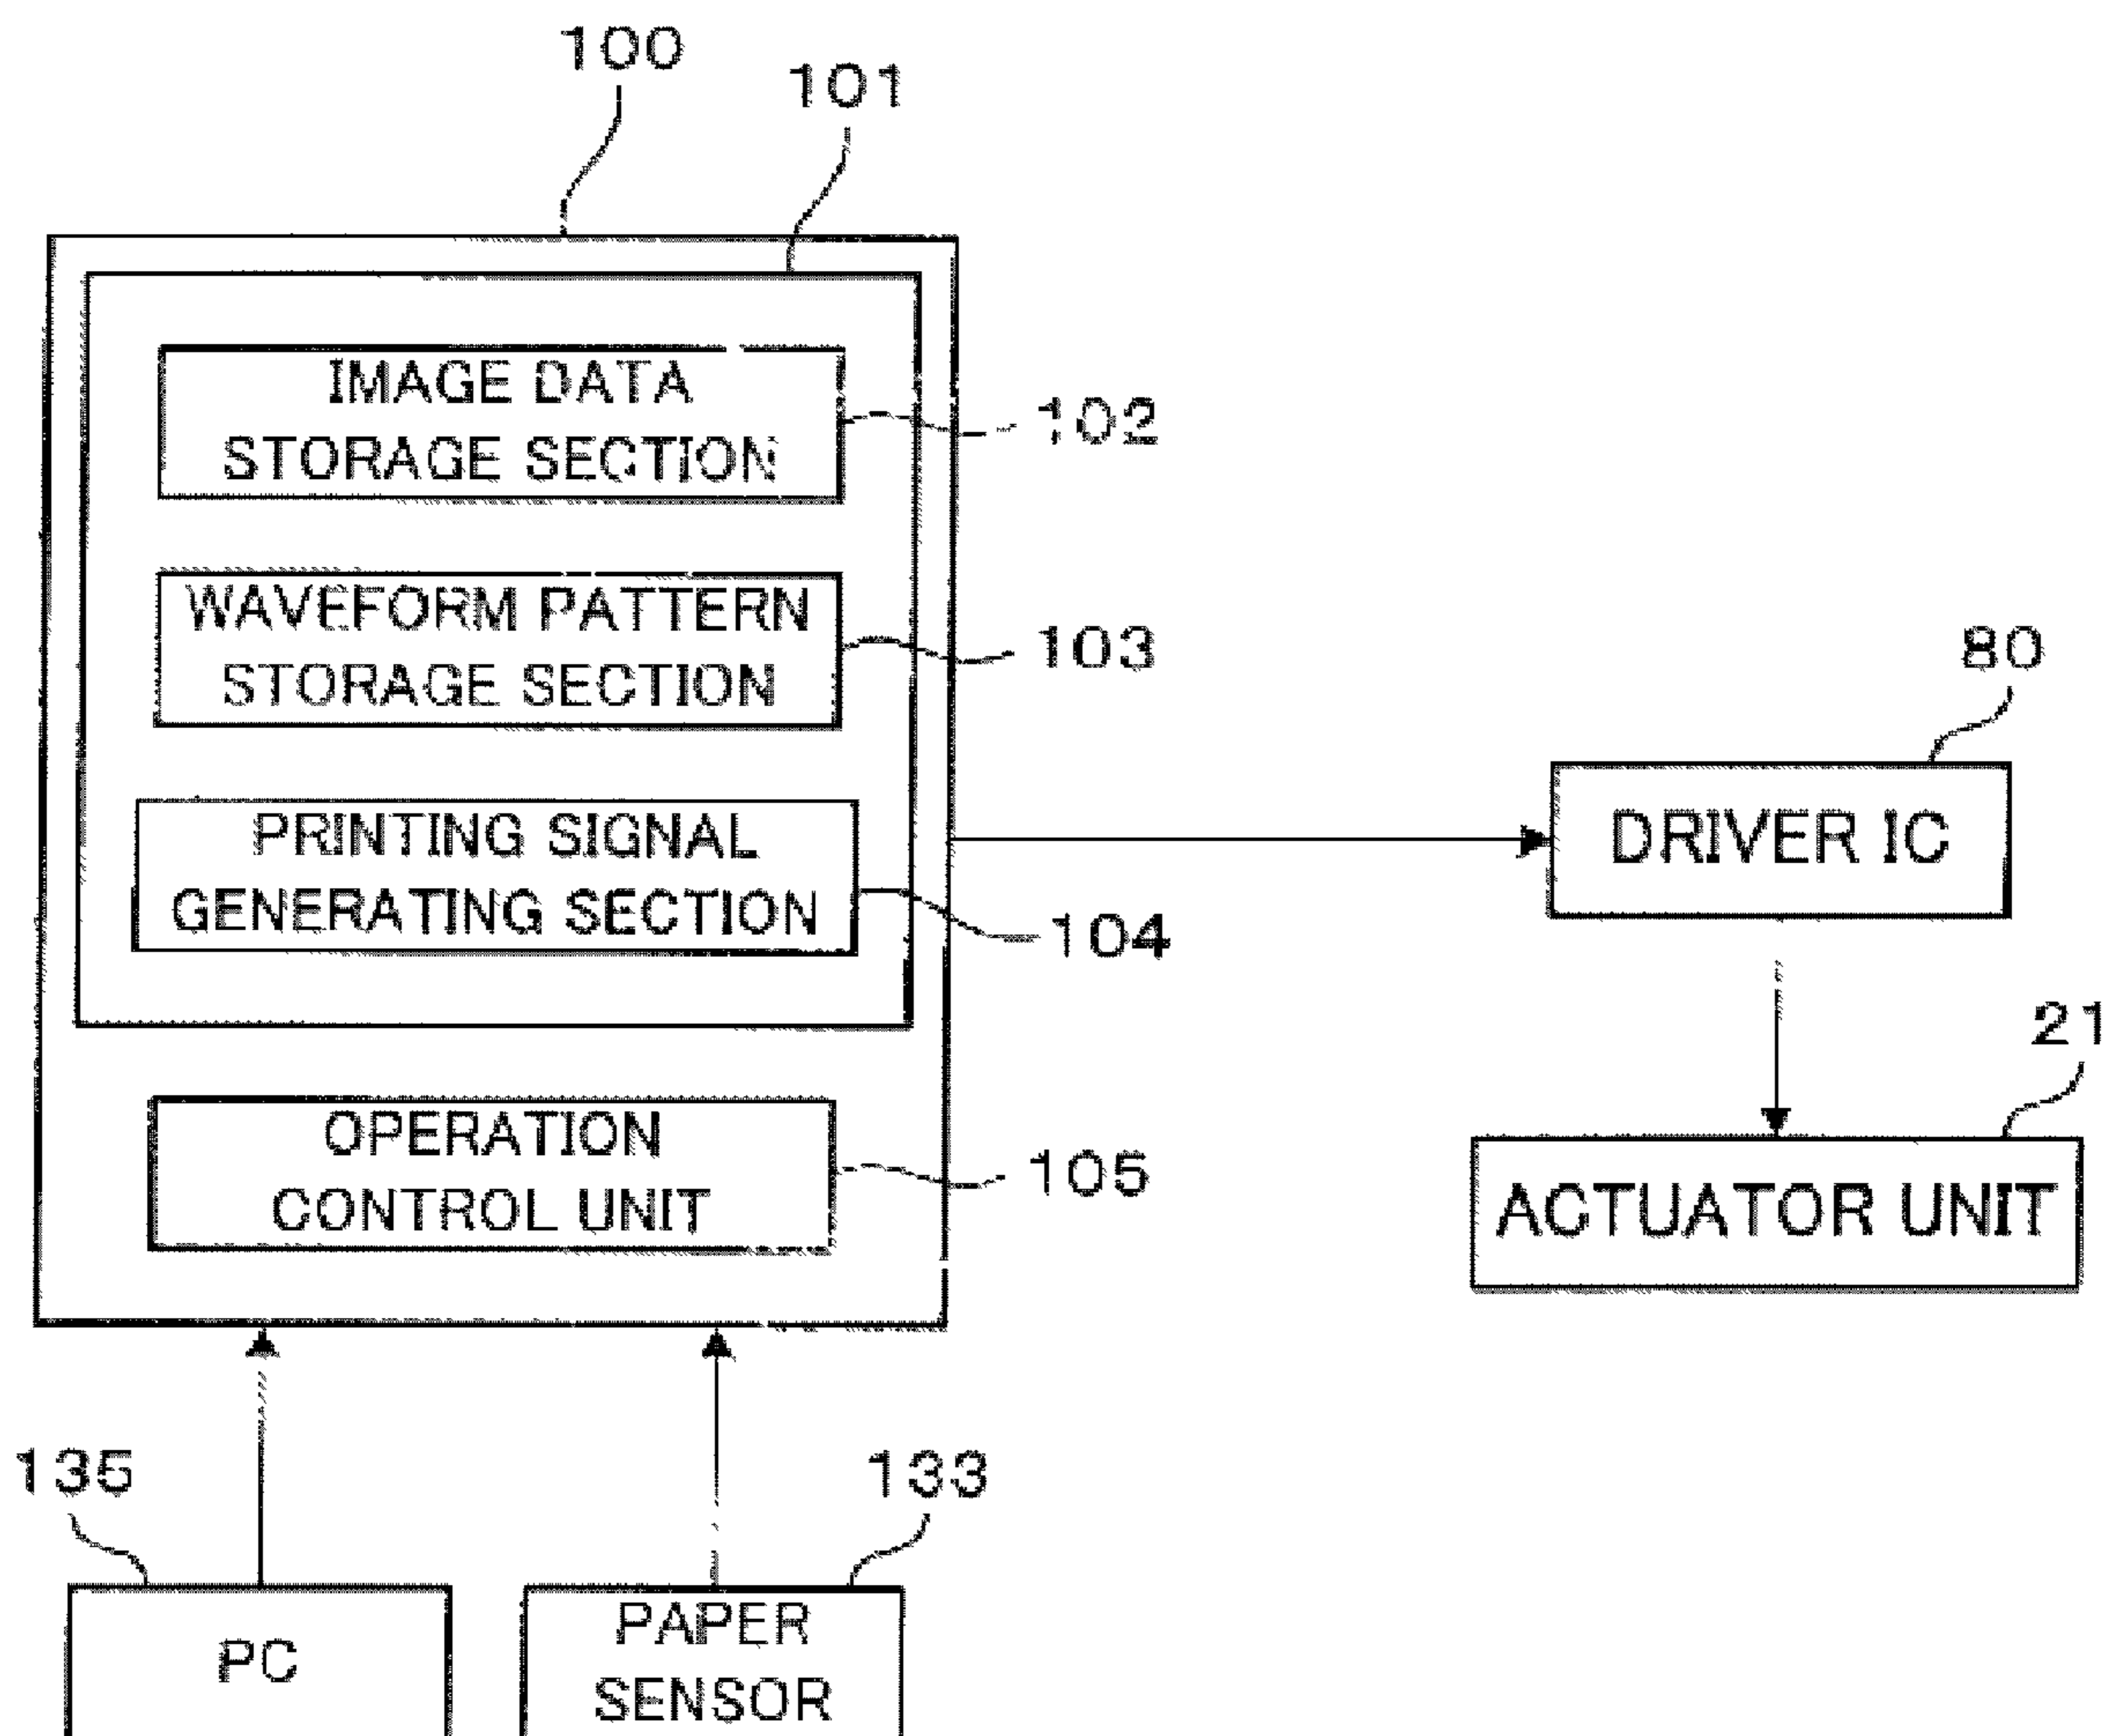 100
101
IMAGE DATA
STORAGE SECTION
102
WAVEFORM PATTERN
STORAGE SECTION
103
80
PRINTING SIGNAL
GENERATING SECTION
104
DRIVER IC
21
OPERATION
CONTROL UNIT
105
ACTUATOR UNIT
135
133
PC
PAPER
SENSOR